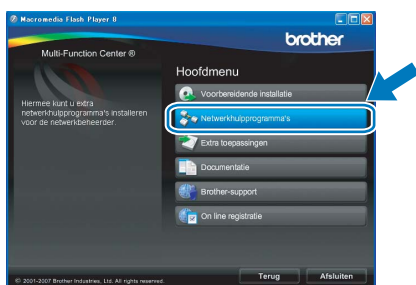 Macromedia Flash Player 8
brother
Multi-Function Center ®
Hoofdmenu
Voorbereidende installatie
Hiermee kunt u extra
netwerkhulpprogramma's installeren
voor de netwerkbeheerder.
Netwerkhulpprogramma's
Extra toepassingen
Documentatie
Brother-support
On line registratie
© 2001-2007 Brother Industries, Ltd. All rights reserved.
Terug
Afsluiten